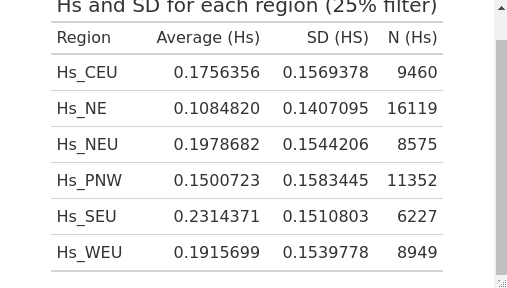 Hs and SD for each region (25% filter)
Region Average (Hs) SD (HS) N (Hs)
Hs_CEU 0.1756356 0.1569378 9460
Hs_NE 0.1084820 0.1407095 16119
Hs_NEU 0.1978682 0.1544206 8575
Hs_PNW 0.1500723 0.1583445 11352
Hs_SEU 0.2314371 0.1510803 6227
Hs_WEU 0.1915699 0.1539778 8949